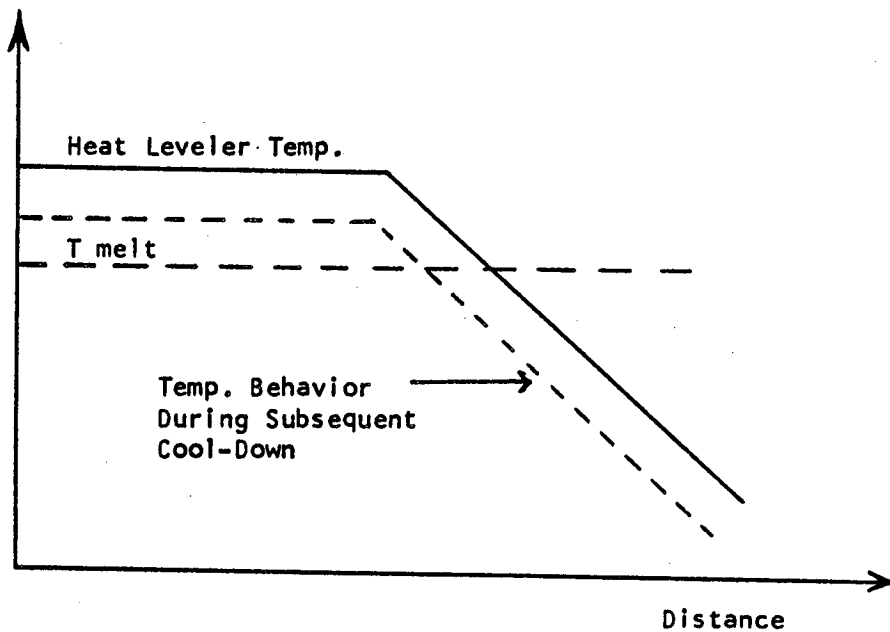 Heat Leveler Temp.
T melt
Temp. Behavior
During Subsequent
Cool-Down
Distance